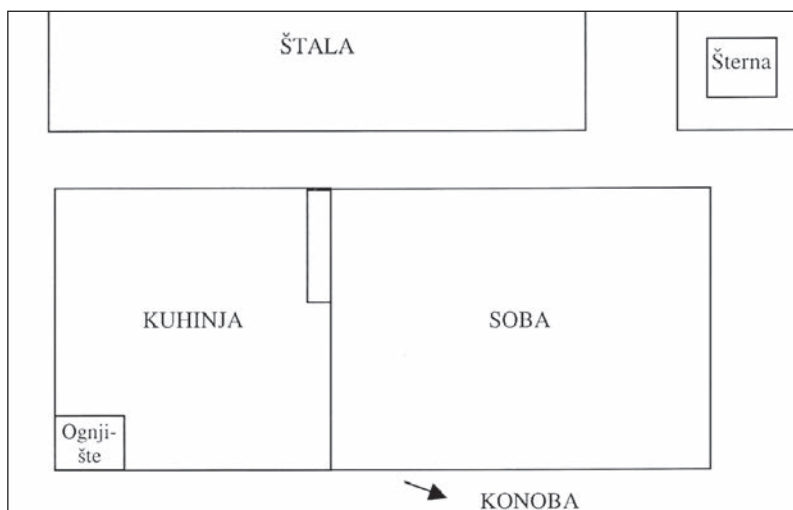 ŠTALA
Šterna
KUHINJA
SOBA
Ognji-
šte
KONOBA